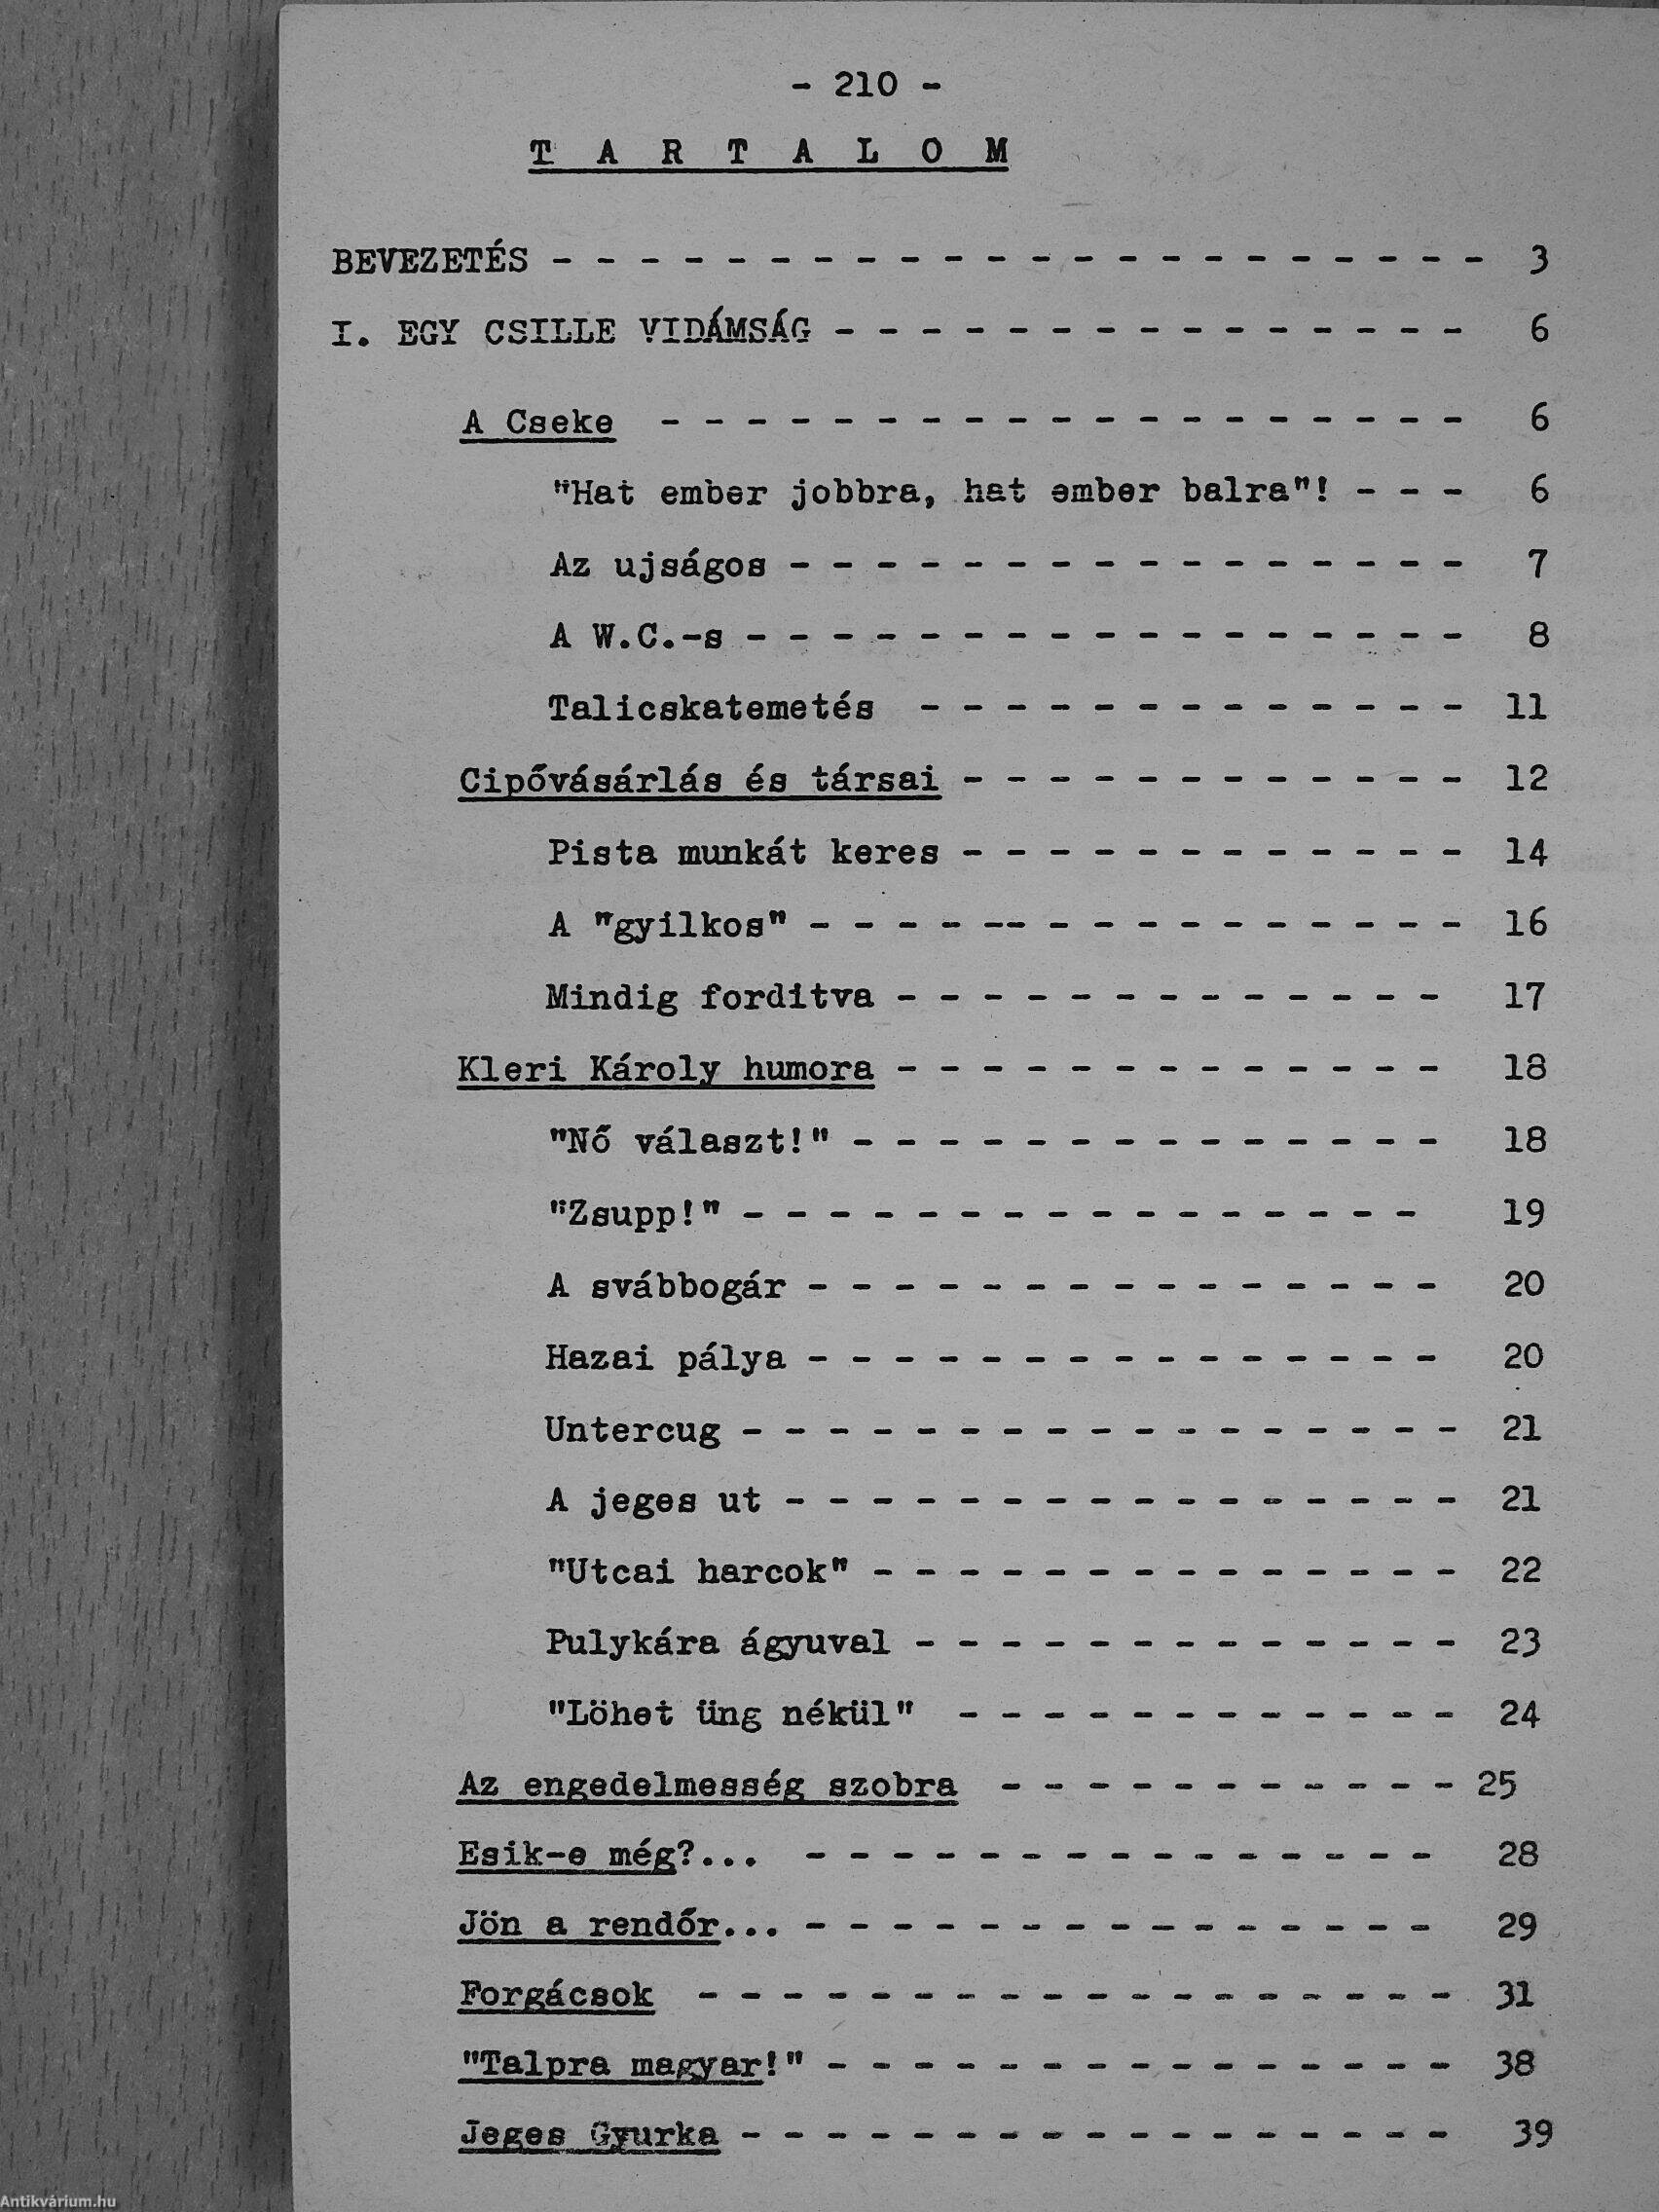 - 210 -
T A R T A L O M
BEVEZETÉS - - - - - - - - - - - - - - - - - - - - - - 3
I. EGY CSILLE VIDÁMSÁG - - - - - - - - - - - - - - - 6
A Cseke - - - - - - - - - - - - - - - - - - - 6
"Hat ember jobbra, hat ember balra"! - - - 6
Az ujságos - - - - - - - - - - - - - - - - 7
A W.C.-s - - - - - - - - - - - - - - - - - 8
Talicskatemetés - - - - - - - - - - - - - 11
Cipővásárlás és társai - - - - - - - - - - - - 12
Pista munkát keres - - - - - - - - - - - - 14
A "gyilkos" - - - - -- - - - - - - - - - - 16
Mindig forditva - - - - - - - - - - - - - 17
Kleri Károly humora - - - - - - - - - - - - - 18
"Nő választ!" - - - - - - - - - - - - - - 18
"Zsupp!" - - - - - - - - - - - - - - - - 19
A svábbogár - - - - - - - - - - - - - - - 20
Hazai pálya - - - - - - - - - - - - - - - 20
Untercug - - - - - - - - - - - - - - - - - 21
A jeges ut - - - - - - - - - - - - - - - - 21
"Utcai harcok" - - - - - - - - - - - - - - 22
Pulykára ágyuval - - - - - - - - - - - - - 23
"Löhet üng nékül" - - - - - - - - - - - - 24
Az engedelmesség szobra - - - - - - - - - - - 25
Esik-e még?... - - - - - - - - - - - - - - - 28
Jön a rendőr... - - - - - - - - - - - - - - - 29
Forgácsok - - - - - - - - - - - - - - - - - - 31
"Talpra magyar!" - - - - - - - - - - - - - - - 38
Jeges Gyurka - - - - - - - - - - - - - - - - - 39
Antikvárium.hu